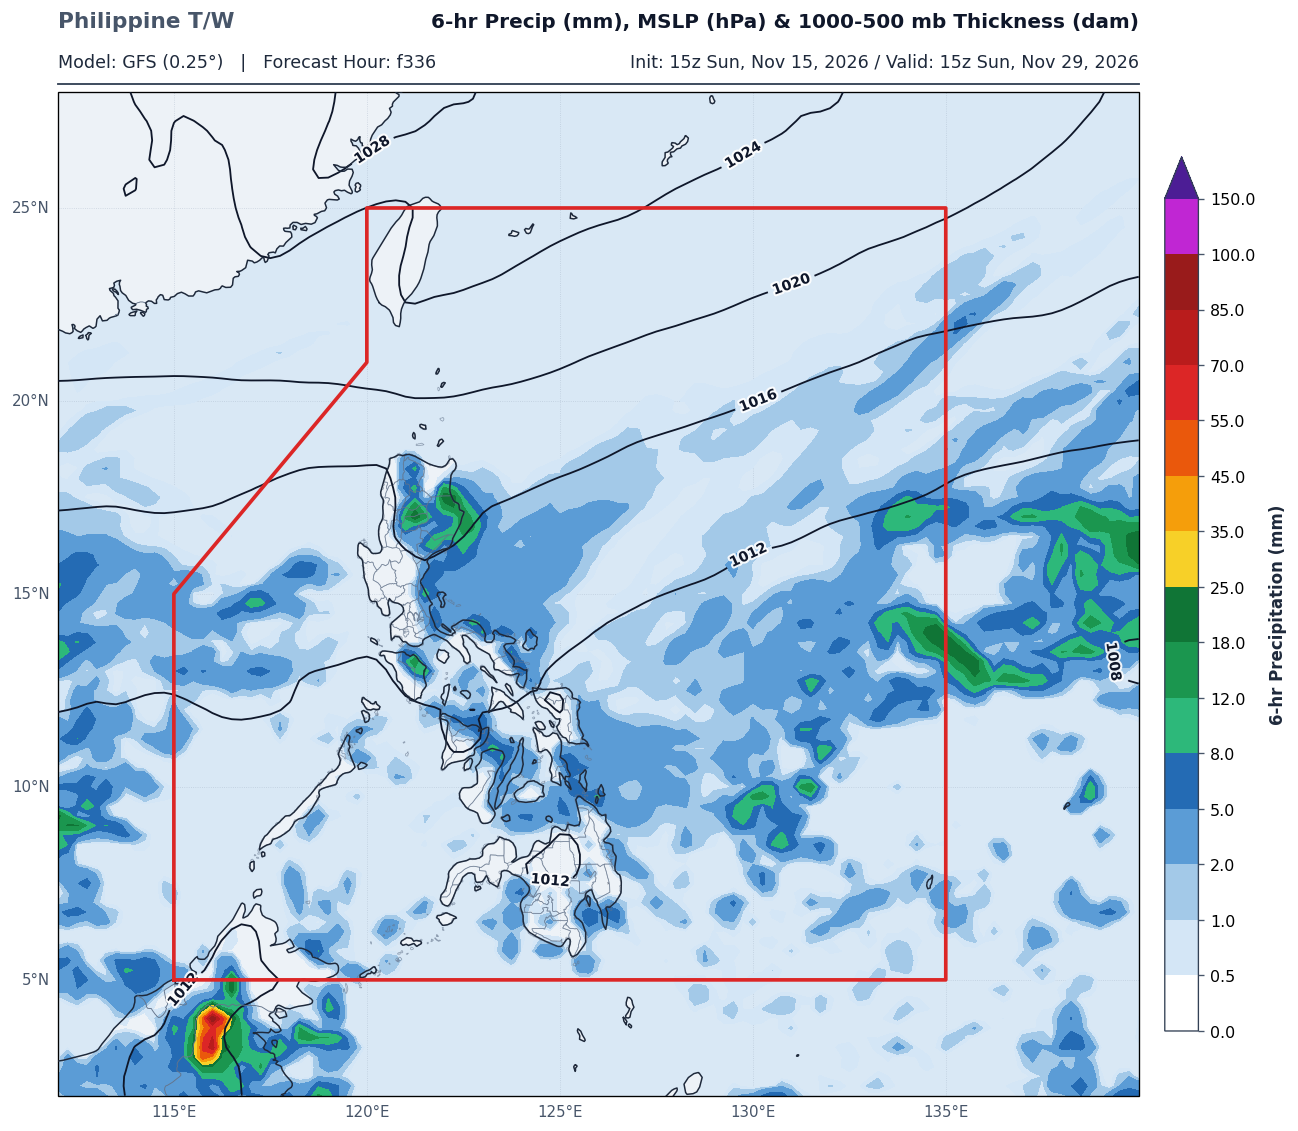 Philippine T/W
6-hr Precip (mm), MSLP (hPa) & 1000-500 mb Thickness (dam)
Model: GFS (0.25°) | Forecast Hour: f336
Init: 15z Sun, Nov 15, 2026 / Valid: 15z Sun, Nov 29, 2026
1028
1024
1020
1016
1012
1008
1012
1012
25°N
20°N
15°N
10°N
5°N
115°E
120°E
125°E
130°E
135°E
150.0
100.0
85.0
70.0
55.0
45.0
35.0
25.0
18.0
12.0
8.0
5.0
2.0
1.0
0.5
0.0
6-hr Precipitation (mm)